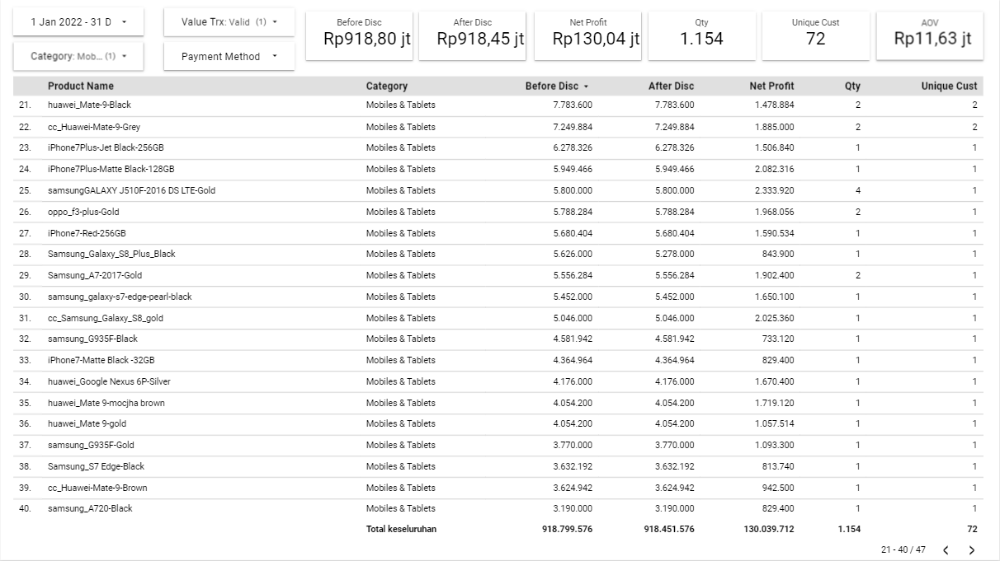 1 Jan 2022 - 31 D
Value Trx: Valid (1)
Category: Mob... (1)
Payment Method
Before Disc
Rp918,80 jt
After Disc
Rp918,45 jt
Net Profit
Rp130,04 jt
Qty
1.154
Unique Cust
72
AOV
Rp11,63 jt
Product Name Category Before Disc After Disc Net Profit Qty Unique Cust
21. huawei_Mate-9-Black Mobiles & Tablets 7.783.600 7.783.600 1.478.884 2 2
22. cc_Huawei-Mate-9-Grey Mobiles & Tablets 7.249.884 7.249.884 1.885.000 2 2
23. iPhone7Plus-Jet Black-256GB Mobiles & Tablets 6.278.326 6.278.326 1.506.840 1 1
24. iPhone7Plus-Matte Black-128GB Mobiles & Tablets 5.949.466 5.949.466 2.082.316 1 1
25. samsungGALAXY J510F-2016 DS LTE-Gold Mobiles & Tablets 5.800.000 5.800.000 2.333.920 4 1
26. oppo_f3-plus-Gold Mobiles & Tablets 5.788.284 5.788.284 1.968.056 2 1
27. iPhone7-Red-256GB Mobiles & Tablets 5.680.404 5.680.404 1.590.534 1 1
28. Samsung_Galaxy_S8_Plus_Black Mobiles & Tablets 5.626.000 5.278.000 843.900 1 1
29. Samsung_A7-2017-Gold Mobiles & Tablets 5.556.284 5.556.284 1.902.400 2 1
30. samsung_galaxy-s7-edge-pearl-black Mobiles & Tablets 5.452.000 5.452.000 1.650.100 1 1
31. cc_Samsung_Galaxy_S8_gold Mobiles & Tablets 5.046.000 5.046.000 2.025.360 1 1
32. samsung_G935F-Black Mobiles & Tablets 4.581.942 4.581.942 733.120 1 1
33. iPhone7-Matte Black -32GB Mobiles & Tablets 4.364.964 4.364.964 829.400 1 1
34. huawei_Google Nexus 6P-Silver Mobiles & Tablets 4.176.000 4.176.000 1.670.400 1 1
35. huawei_Mate 9-mocjha brown Mobiles & Tablets 4.054.200 4.054.200 1.719.120 1 1
36. huawei_Mate 9-gold Mobiles & Tablets 4.054.200 4.054.200 1.057.514 1 1
37. samsung_G935F-Gold Mobiles & Tablets 3.770.000 3.770.000 1.093.300 1 1
38. Samsung_S7 Edge-Black Mobiles & Tablets 3.632.192 3.632.192 813.740 1 1
39. cc_Huawei-Mate-9-Brown Mobiles & Tablets 3.624.942 3.624.942 942.500 1 1
40. samsung_A720-Black Mobiles & Tablets 3.190.000 3.190.000 829.400 1 1
Total keseluruhan 918.799.576 918.451.576 130.039.712 1.154 72
21 - 40 / 47